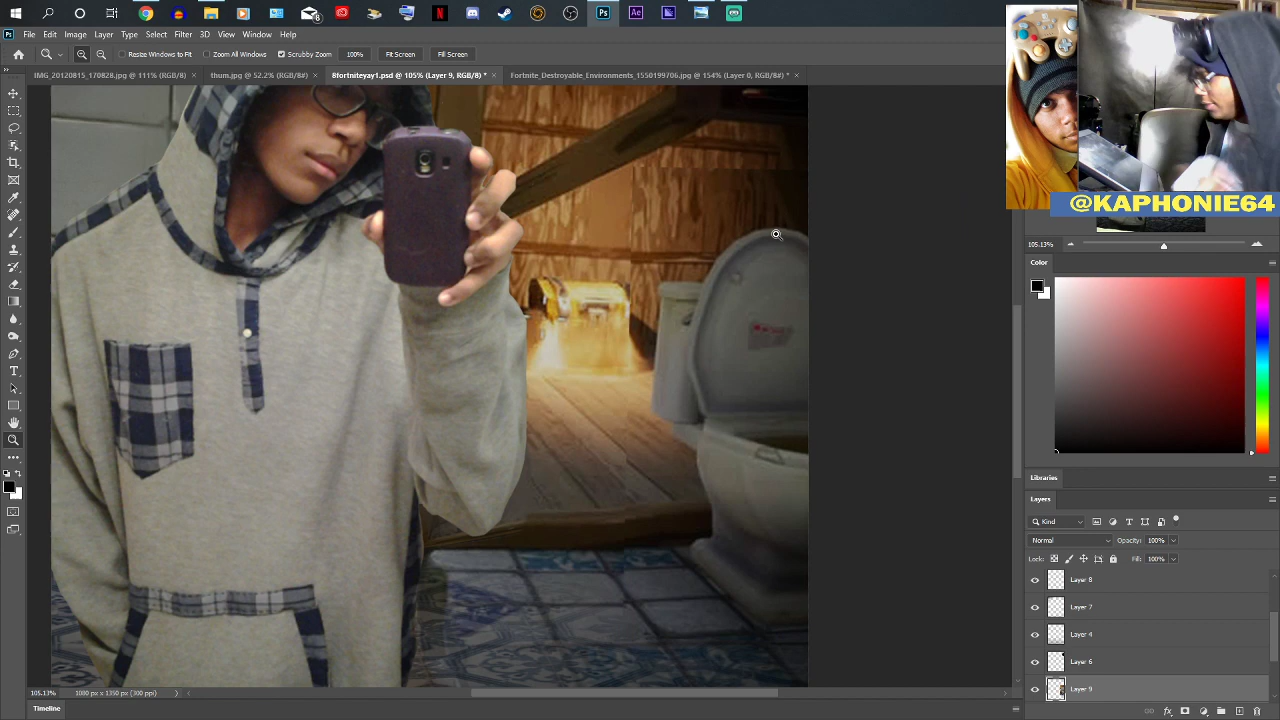 8
File Edit Image Layer Type Select Filter 3D View Window Help
Resize Windows to Fit Zoom All Windows Scrubby Zoom 100% Fit Screen Fill Screen
IMG_20120815_170828.jpg @ 111% (RGB/8) × thum.jpg @ 52.2% (RGB/8#) × 8fortniteyay1.psd @ 105% (Layer 9, RGB/8) * × Fortnite_Destroyable_Environments_1550199706.jpg @ 154% (Layer 0, RGB/8#) * ×
@KAPHONIE64
105.13%
Color
Libraries
Layers
Kind
Normal Opacity: 100%
Lock: Fill: 100%
Layer 8
Layer 7
Layer 4
Layer 6
Layer 9
105.13% 1080 px x 1350 px (300 ppi)
Timeline